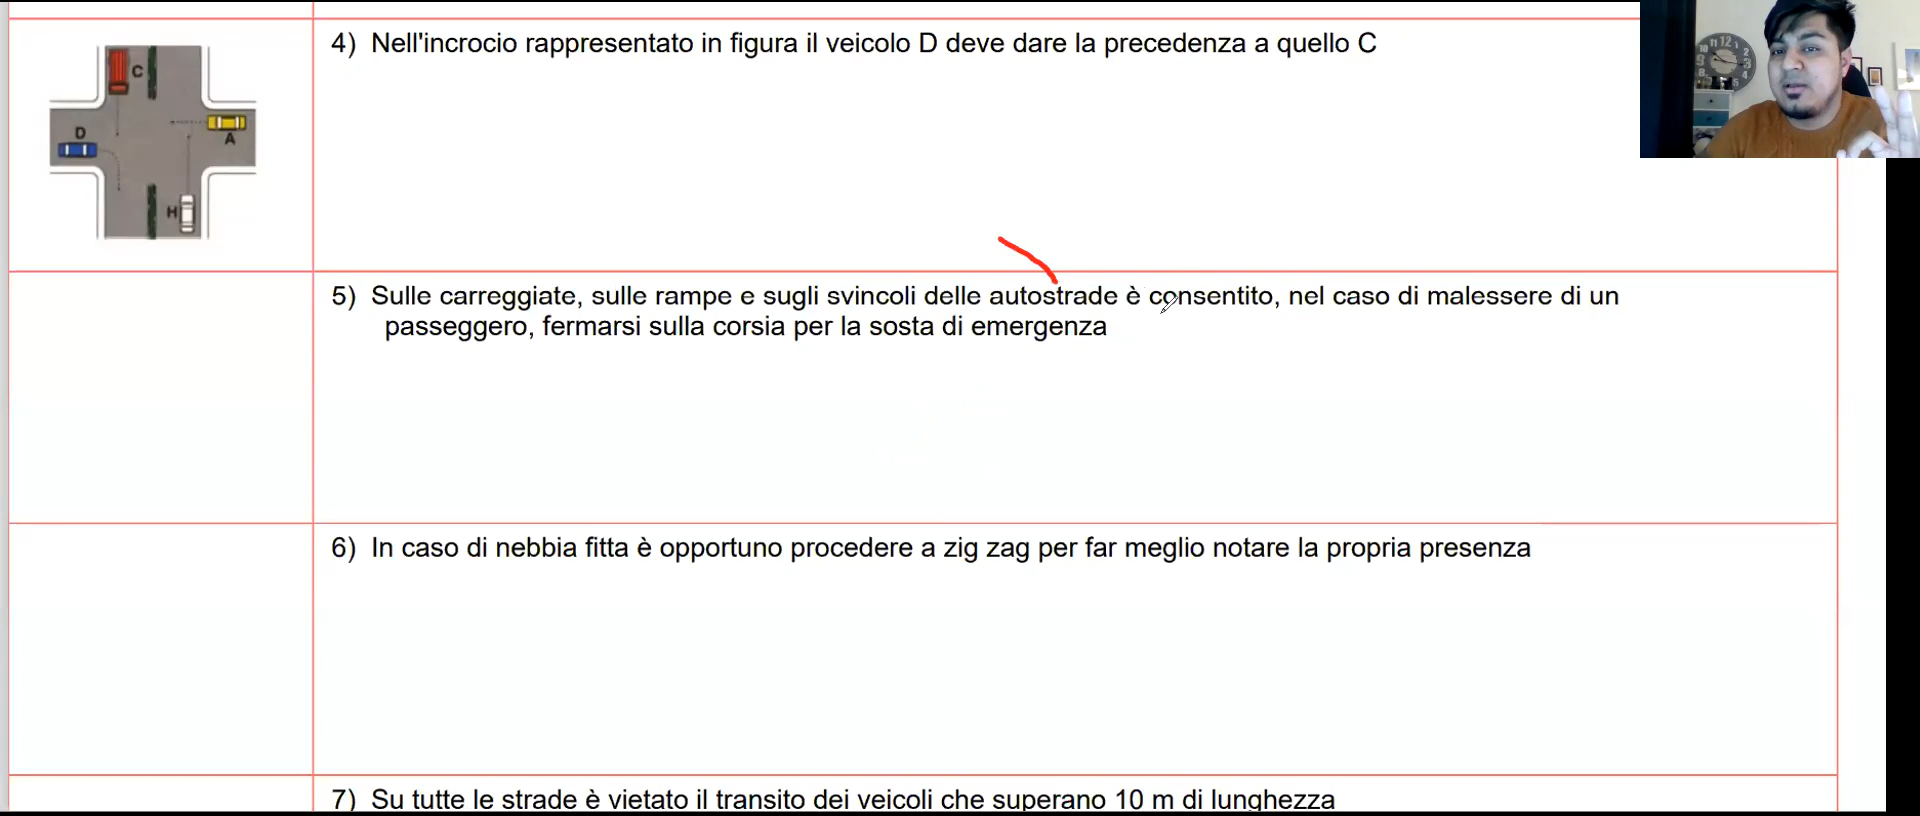 4) Nell'incrocio rappresentato in figura il veicolo D deve dare la precedenza a quello C
C
D
A
H
5) Sulle carreggiate, sulle rampe e sugli svincoli delle autostrade è consentito, nel caso di malessere di un
passeggero, fermarsi sulla corsia per la sosta di emergenza
6) In caso di nebbia fitta è opportuno procedere a zig zag per far meglio notare la propria presenza
7) Su tutte le strade è vietato il transito dei veicoli che superano 10 m di lunghezza